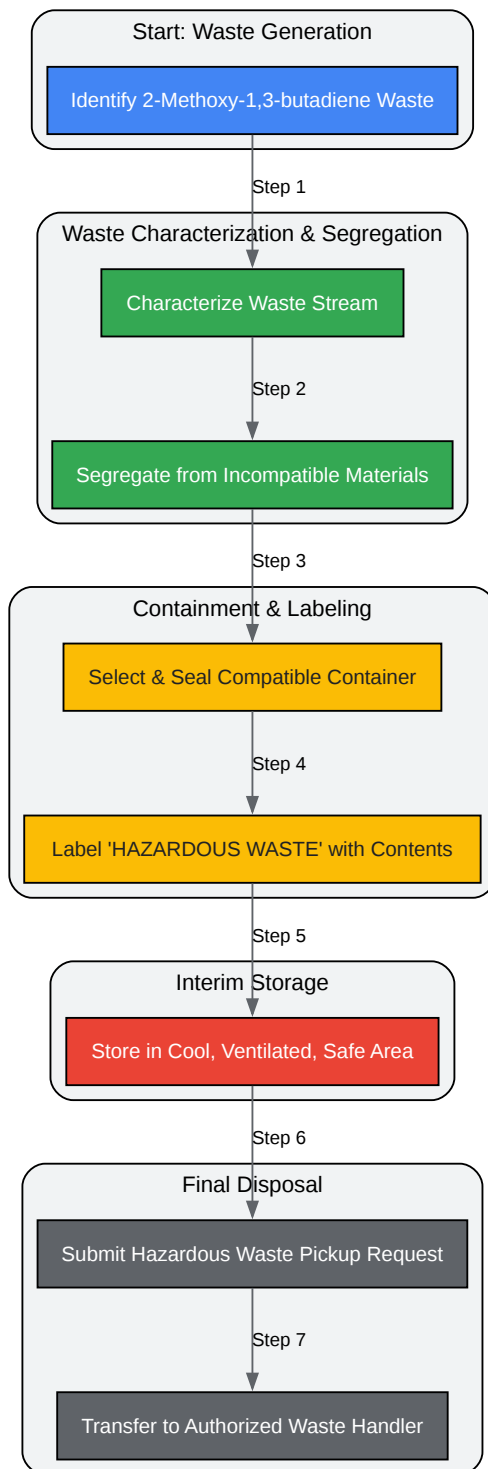 Start: Waste Generation
Identify 2-Methoxy-1,3-butadiene Waste
Step 1
Waste Characterization & Segregation
Characterize Waste Stream
Step 2
Segregate from Incompatible Materials
Step 3
Containment & Labeling
Select & Seal Compatible Container
Step 4
Label 'HAZARDOUS WASTE' with Contents
Step 5
Interim Storage
Store in Cool, Ventilated, Safe Area
Step 6
Final Disposal
Submit Hazardous Waste Pickup Request
Step 7
Transfer to Authorized Waste Handler